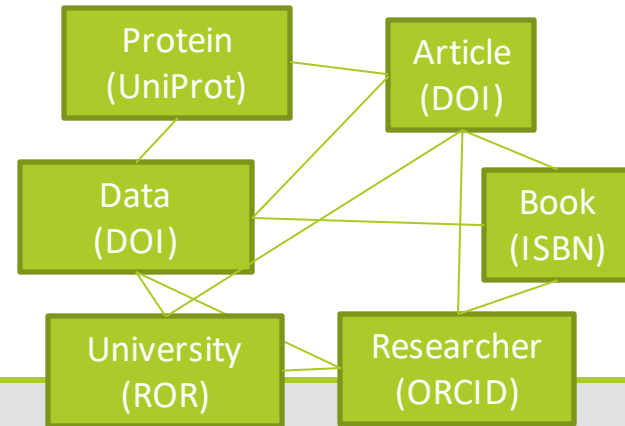 Protein
(UniProt)
Article
(DOI)
Data
(DOI)
Book
(ISBN)
University
(ROR)
Researcher
(ORCID)